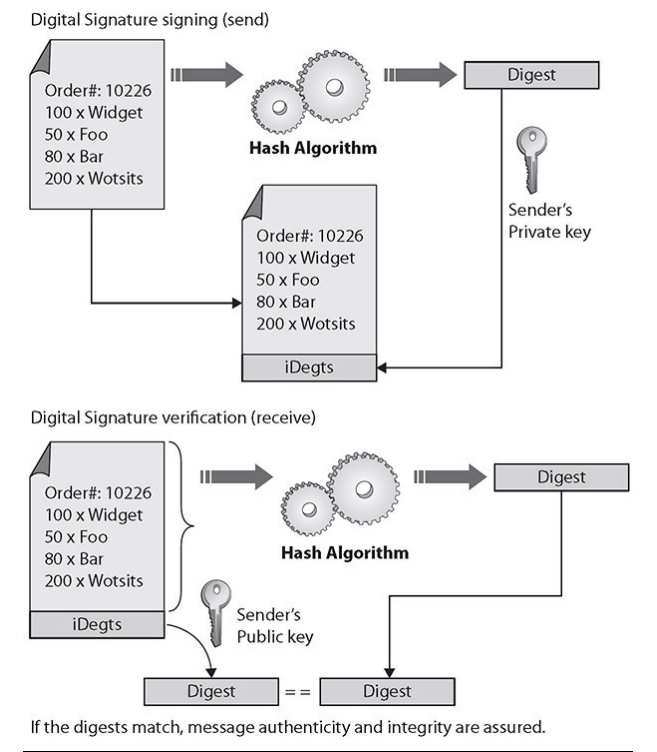 Digital Signature signing (send)
Order#: 10226
100 x Widget
50 x Foo
80 x Bar
200 x Wotsits
Hash Algorithm
Digest
Sender's
Private key
Order#: 10226
100 x Widget
50 x Foo
80 x Bar
200 x Wotsits
iDegts
Digital Signature verification (receive)
Order#: 10226
100 x Widget
50 x Foo
80 x Bar
200 x Wotsits
iDegts
Hash Algorithm
Digest
Sender's
Public key
Digest == Digest
If the digests match, message authenticity and integrity are assured.